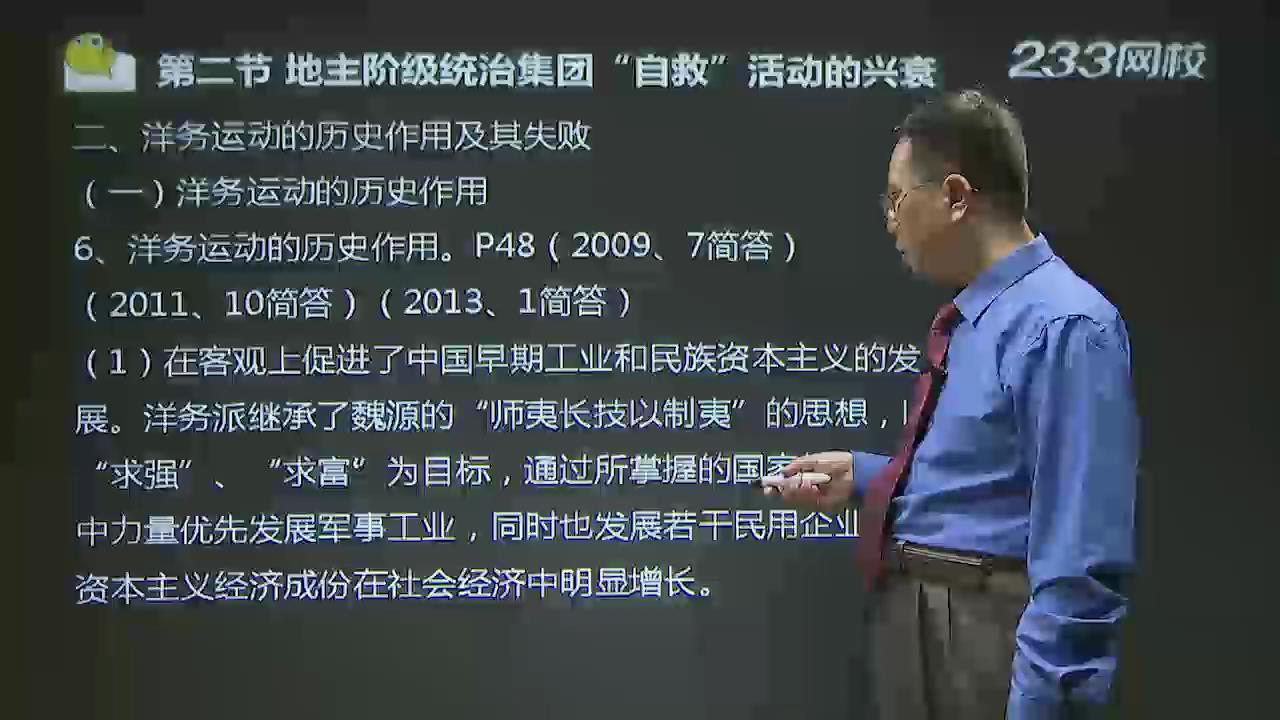 第二节 地主阶级统治集团“自救”活动的兴衰
233网校
二、洋务运动的历史作用及其失败
（一）洋务运动的历史作用
6、洋务运动的历史作用。P48（2009、7简答）
（2011、10简答）（2013、1简答）
（1）在客观上促进了中国早期工业和民族资本主义的发
展。洋务派继承了魏源的“师夷长技以制夷”的思想，
“求强”、“求富”为目标，通过所掌握的国家
中力量优先发展军事工业，同时也发展若干民用企业
资本主义经济成份在社会经济中明显增长。